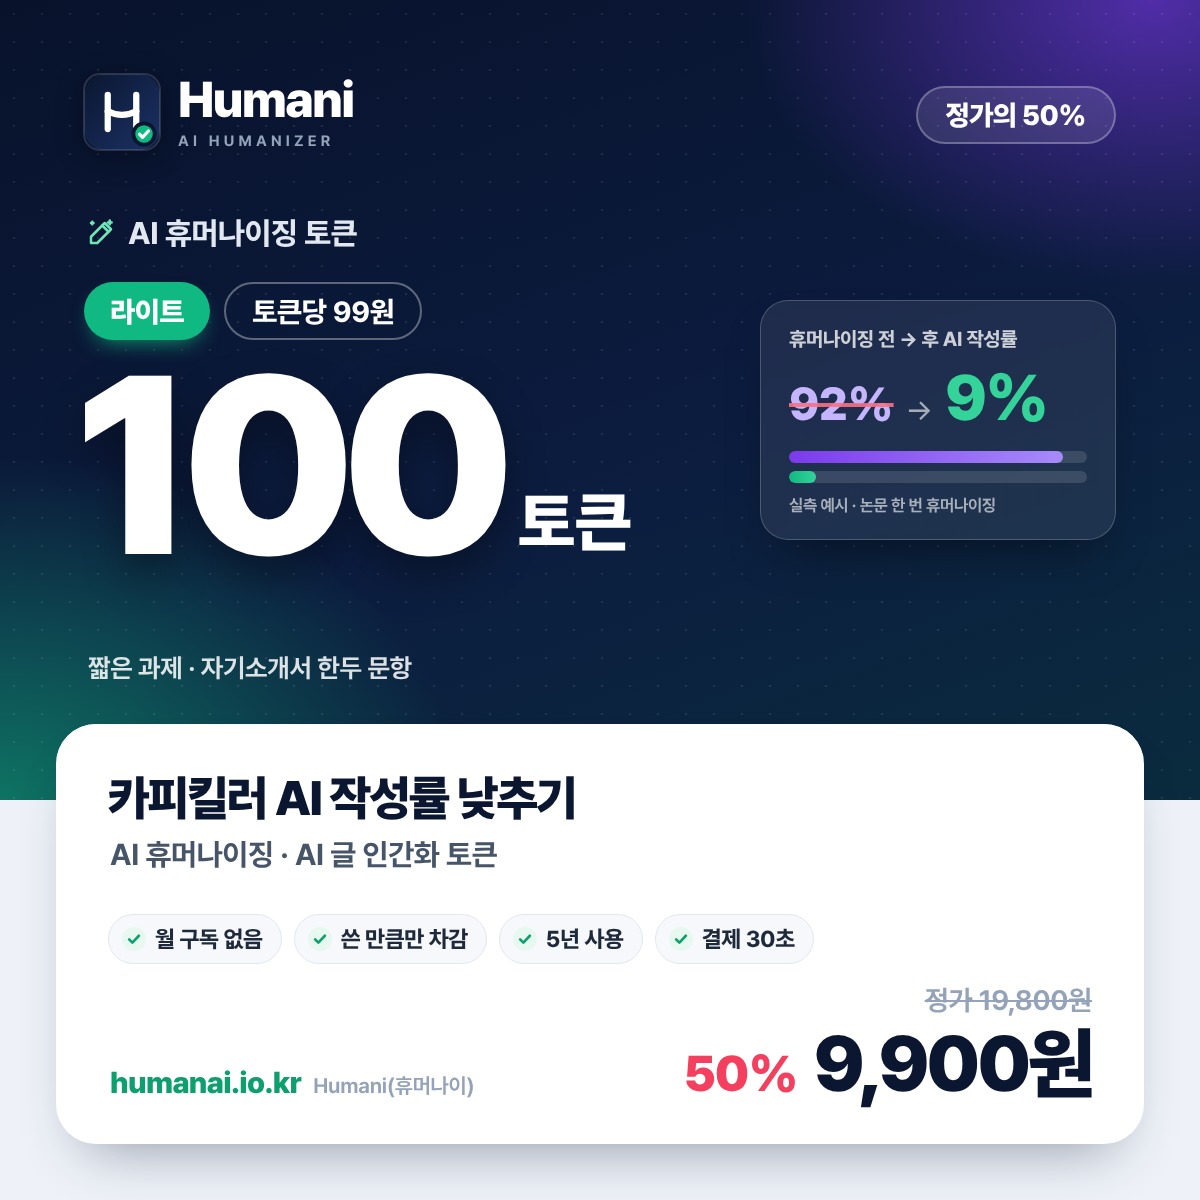 Humani
AI HUMANIZER
정가의 50%
AI 휴머나이징 토큰
라이트
토큰당 99원
100 토큰
휴머나이징 전 → 후 AI 작성률
92% → 9%
실측 예시 · 논문 한 번 휴머나이징
짧은 과제 · 자기소개서 한두 문항
카피킬러 AI 작성률 낮추기
AI 휴머나이징 · AI 글 인간화 토큰
월 구독 없음
쓴 만큼만 차감
5년 사용
결제 30초
정가 19,800원
50% 9,900원
humanai.io.kr Humani(휴머나이)